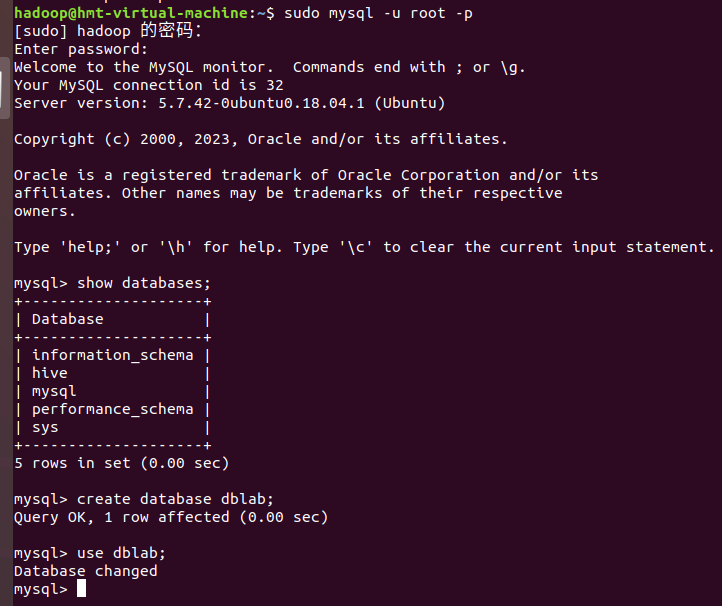 hadoop@hmt-virtual-machine:~$ sudo mysql -u root -p
[sudo] hadoop 的密码：
Enter password:
Welcome to the MySQL monitor.  Commands end with ; or \g.
Your MySQL connection id is 32
Server version: 5.7.42-0ubuntu0.18.04.1 (Ubuntu)

Copyright (c) 2000, 2023, Oracle and/or its affiliates.

Oracle is a registered trademark of Oracle Corporation and/or its
affiliates. Other names may be trademarks of their respective
owners.

Type 'help;' or '\h' for help. Type '\c' to clear the current input statement.

mysql> show databases;
+--------------------+
| Database           |
+--------------------+
| information_schema |
| hive               |
| mysql              |
| performance_schema |
| sys                |
+--------------------+
5 rows in set (0.00 sec)

mysql> create database dblab;
Query OK, 1 row affected (0.00 sec)

mysql> use dblab;
Database changed
mysql>